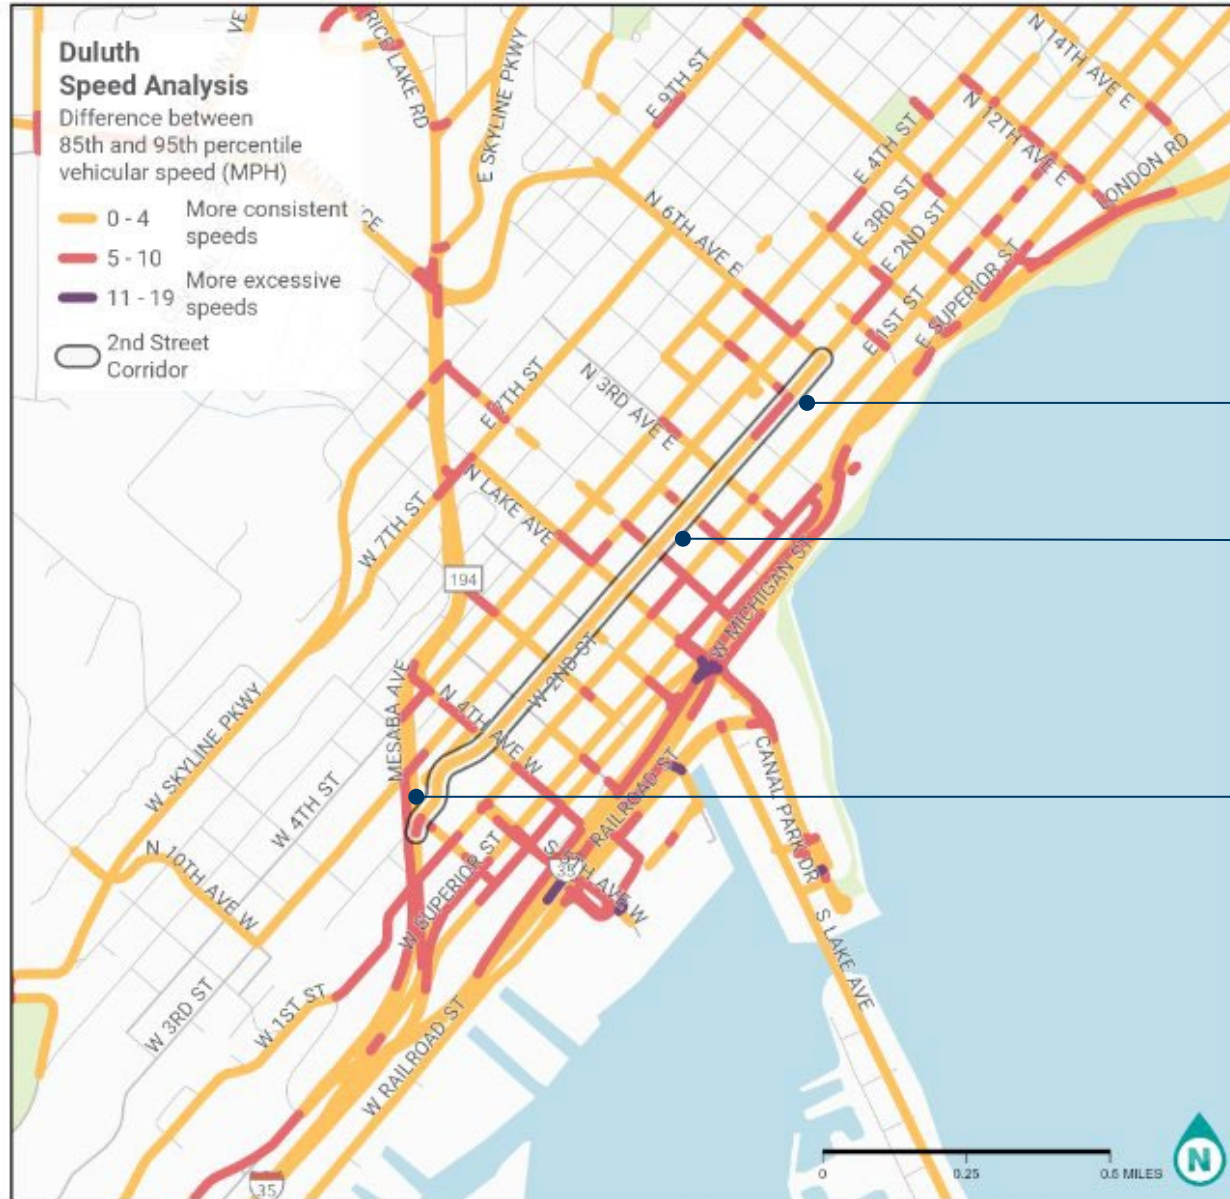 Duluth
Speed Analysis
Difference between
85th and 95th percentile
vehicular speed (MPH)
0 - 4
More consistent
speeds
5 - 10
11 - 19
More excessive
speeds
2nd Street
Corridor
RICE LAKE RD
E SKYLINE PKWY
E 9TH ST
N 14TH AVE E
N 12TH AVE E
LONDON RD
E 4TH ST
E 3RD ST
E 2ND ST
N 6TH AVE E
E 1ST ST
E SUPERIOR ST
E 7TH ST
N 3RD AVE E
N LAKE AVE
W 7TH ST
194
W MICHIGAN ST
W 2ND ST
MESABA AVE
N 4TH AVE W
W SKYLINE PKWY
W 4TH ST
RAILROAD ST
CANAL PARK DR
N 10TH AVE W
W SUPERIOR ST
S 5TH AVE W
35
S LAKE AVE
W 3RD ST
W 1ST ST
W RAILROAD ST
35
0
0.25
0.5 MILES
N